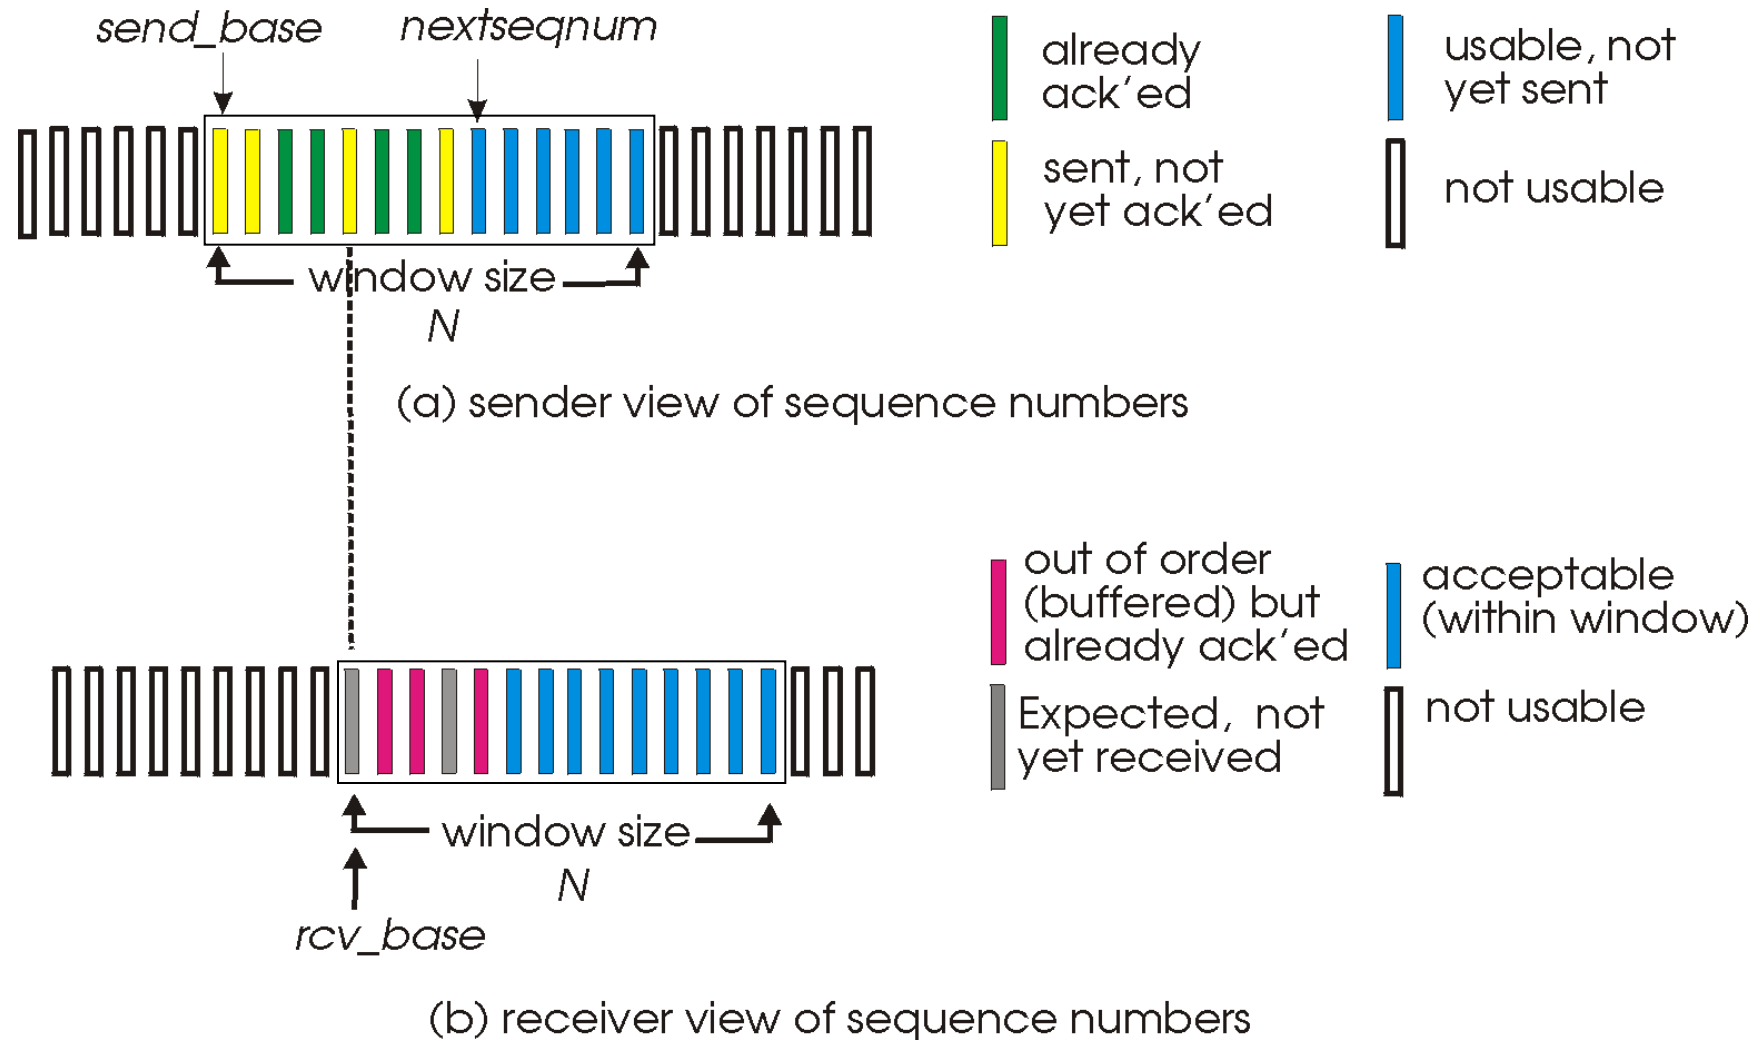 send_base
nextseqnum
already
ack'ed
usable, not
yet sent
sent, not
yet ack'ed
not usable
window size
N
(a) sender view of sequence numbers
out of order
(buffered) but
already ack'ed
acceptable
(within window)
Expected, not
yet received
not usable
window size
N
rcv_base
(b) receiver view of sequence numbers